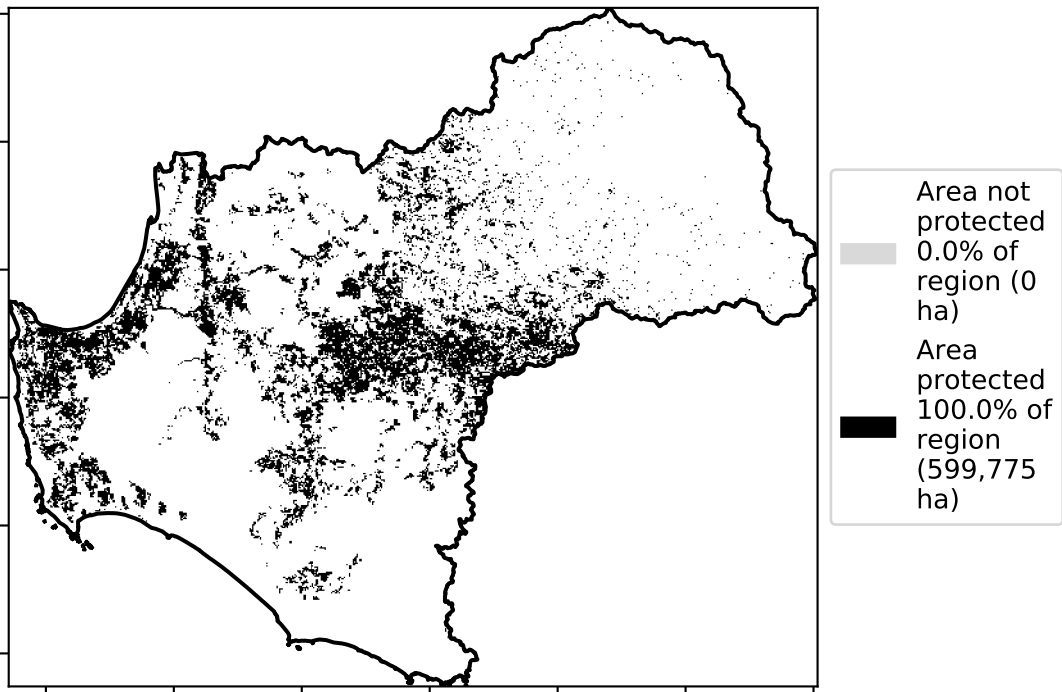 Area not
protected
0.0% of
region (0
ha)
Area
protected
100.0% of
region
(599,775
ha)